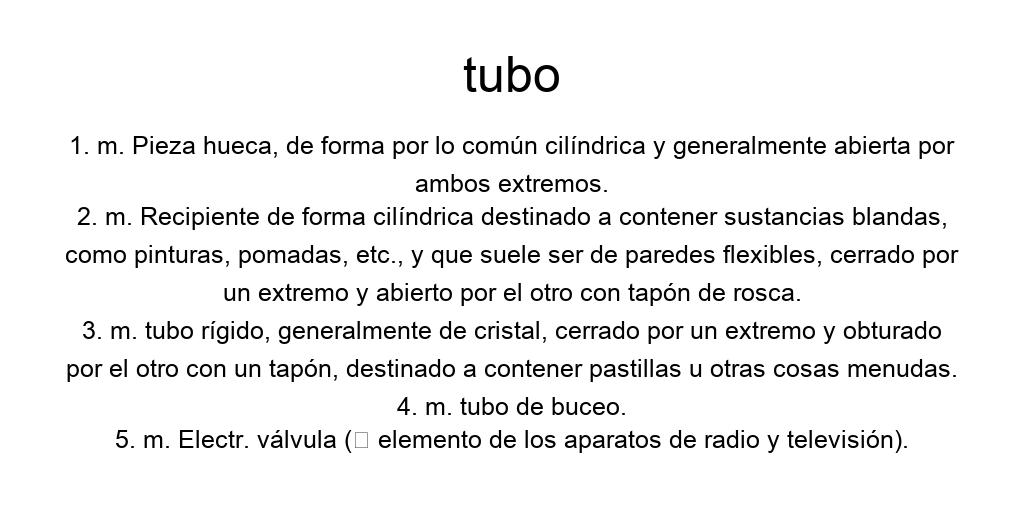 tubo
1. m. Pieza hueca, de forma por lo común cilíndrica y generalmente abierta por
ambos extremos.
2. m. Recipiente de forma cilíndrica destinado a contener sustancias blandas,
como pinturas, pomadas, etc., y que suele ser de paredes flexibles, cerrado por
un extremo y abierto por el otro con tapón de rosca.
3. m. tubo rígido, generalmente de cristal, cerrado por un extremo y obturado
por el otro con un tapón, destinado a contener pastillas u otras cosas menudas.
4. m. tubo de buceo.
5. m. Electr. válvula (▯ elemento de los aparatos de radio y televisión).